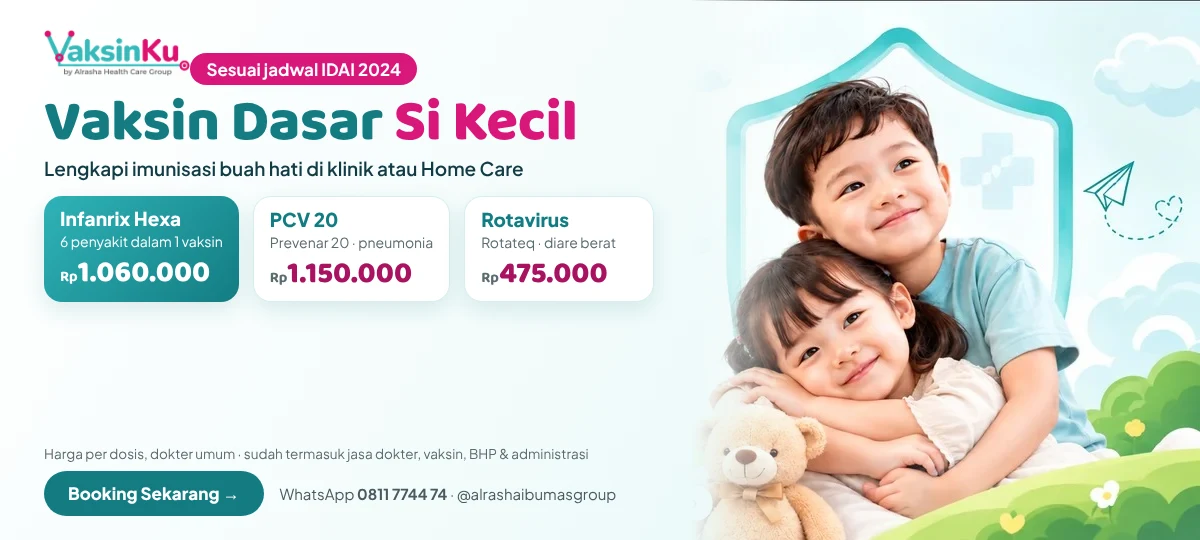 VaksinKu
by Alrasha Health Care Group
Sesuai jadwal IDAI 2024
Vaksin Dasar Si Kecil
Lengkapi imunisasi buah hati di klinik atau Home Care
Infanrix Hexa
6 penyakit dalam 1 vaksin
Rp1.060.000
PCV 20
Prevenar 20 · pneumonia
Rp1.150.000
Rotavirus
Rotateq · diare berat
Rp475.000
Harga per dosis, dokter umum · sudah termasuk jasa dokter, vaksin, BHP & administrasi
Booking Sekarang →
WhatsApp 0811 7744 74 · @alrashaibumasgroup